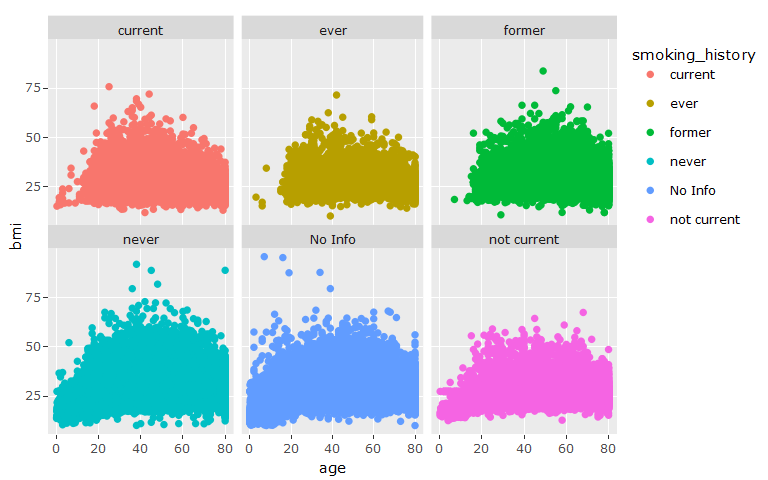 current ever former
smoking_history
current
ever
former
never
No Info
not current
75
50
25
bmi
never No Info not current
75
50
25
0 20 40 60 80 0 20 40 60 80 0 20 40 60 80
age